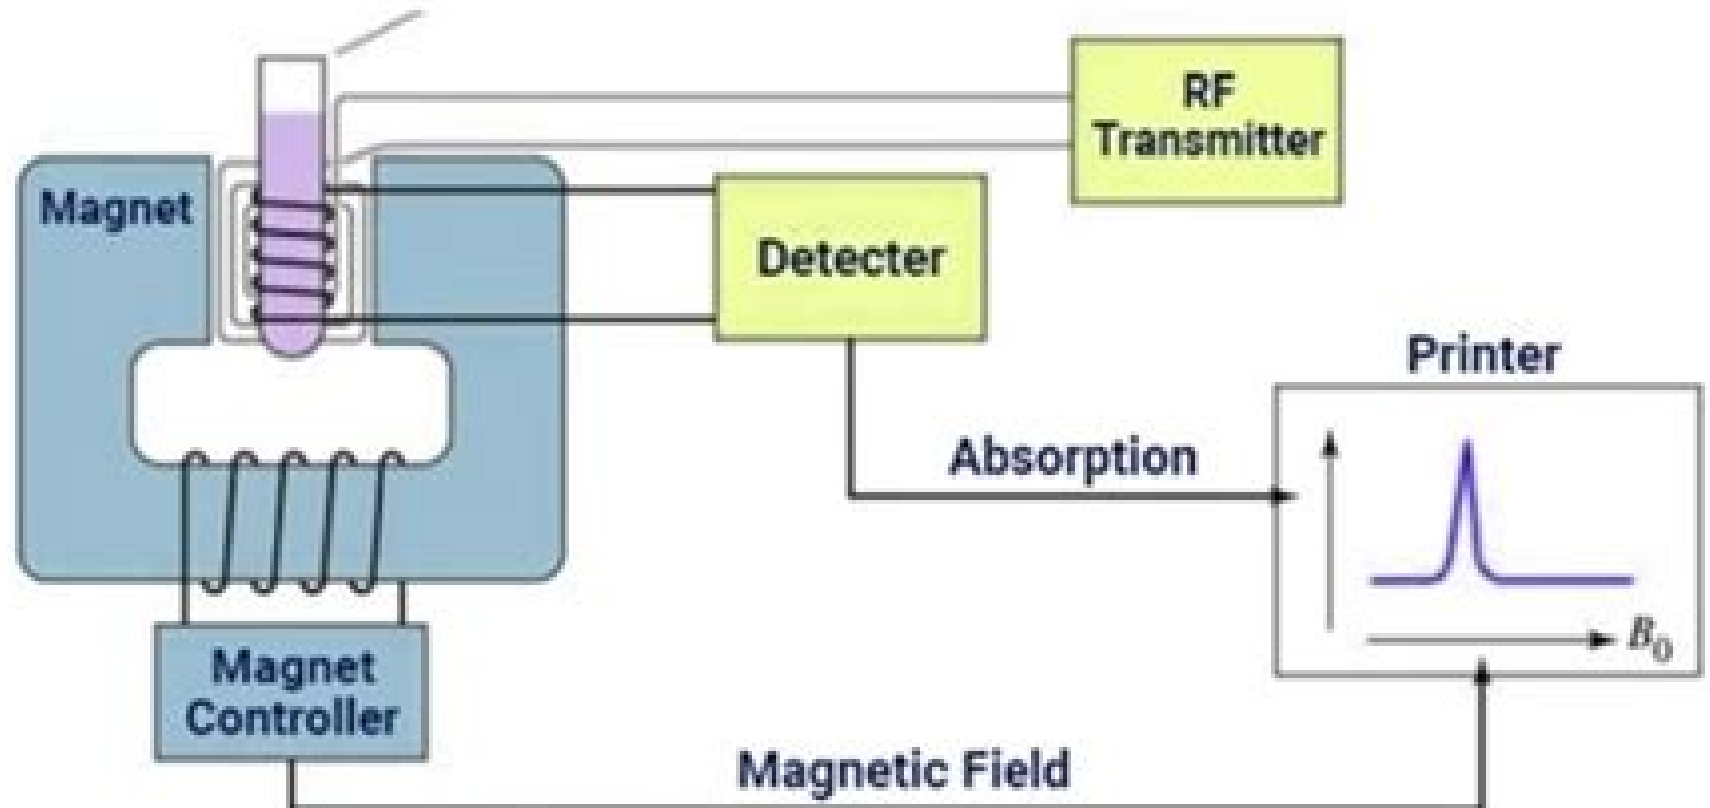 RF
Transmitter
Magnet
Detecter
Printer
Absorption
B₀
Magnet
Controller
Magnetic Field